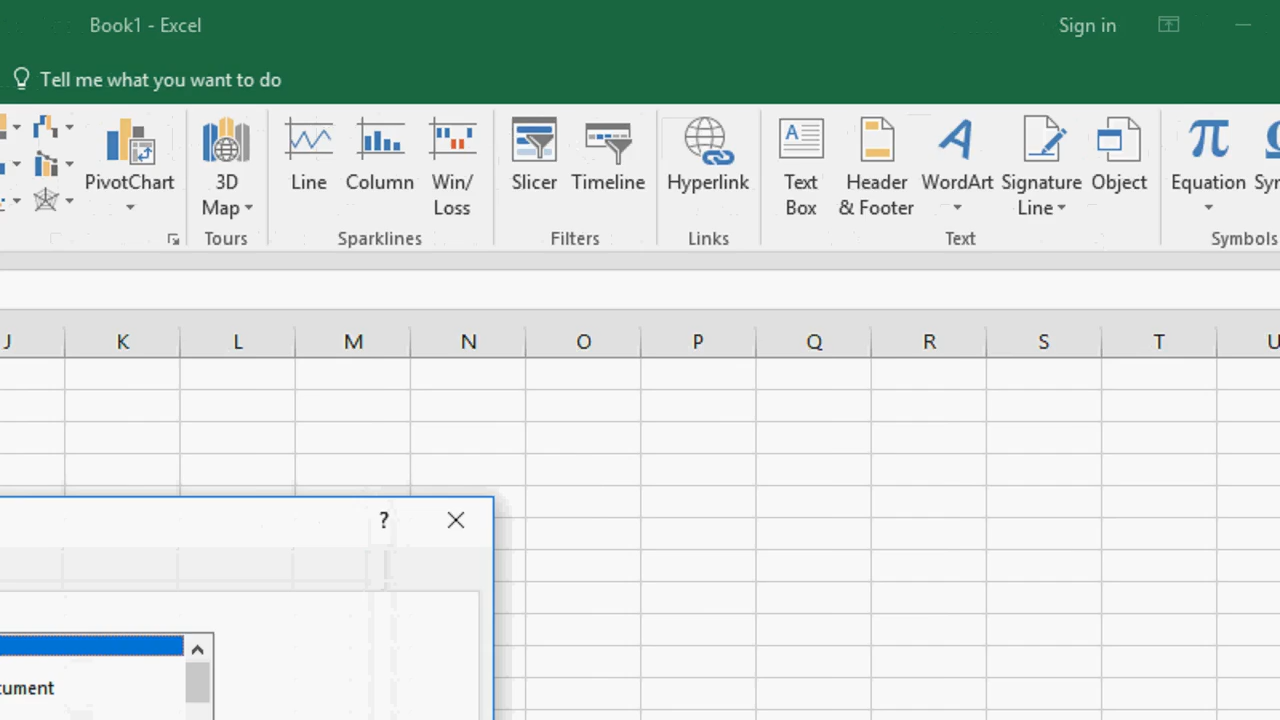 Book1 - Excel
Sign in
Tell me what you want to do
PivotChart
3D
Map
Line
Column
Win/
Loss
Slicer
Timeline
Hyperlink
Text
Box
Header
& Footer
WordArt
Signature
Line
Object
Equation
Tours
Sparklines
Filters
Links
Text
Symbols
J K L M N O P Q R S T U
?
cument